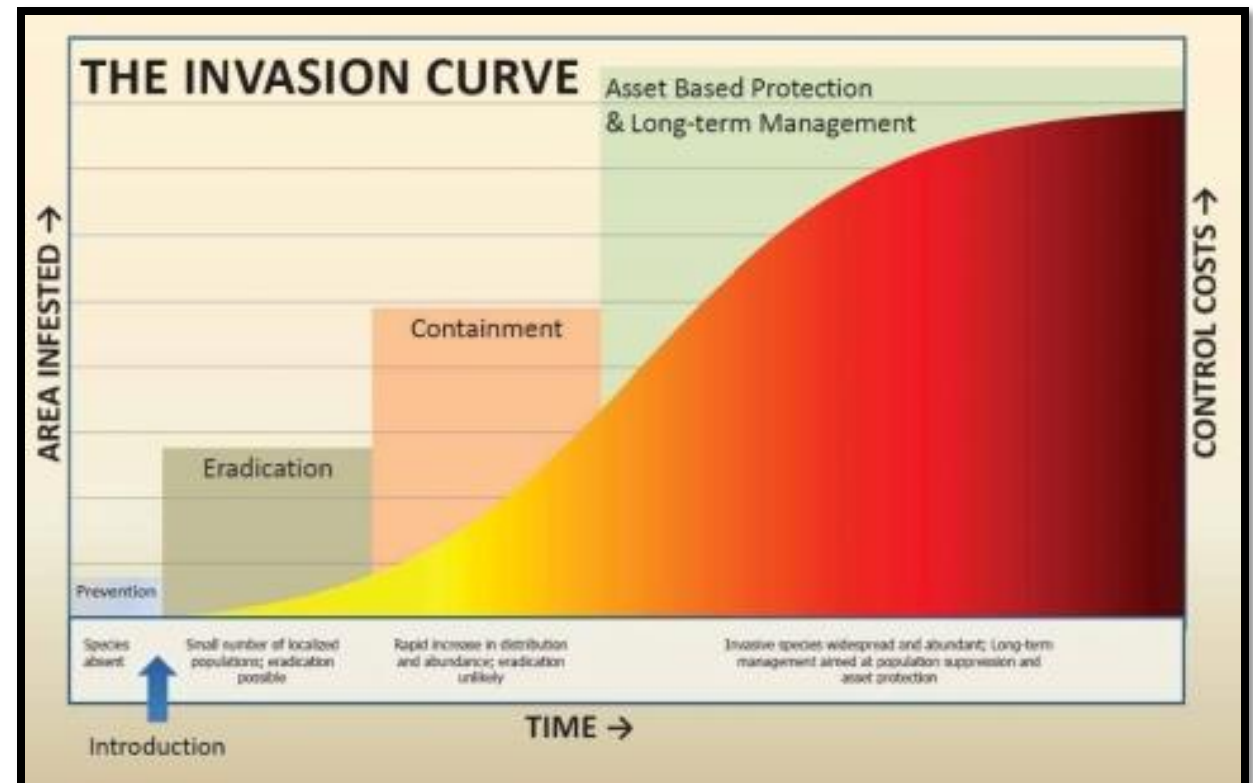 THE INVASION CURVE
Asset Based Protection
& Long-term Management
AREA INFESTED →
CONTROL COSTS →
Containment
Eradication
Prevention
Species
absent
Small number of localized
populations; eradication
possible
Rapid increase in distribution
and abundance; eradication
unlikely
Invasive species widespread and abundant; Long-term
management aimed at population suppression and
asset protection
Introduction
TIME →